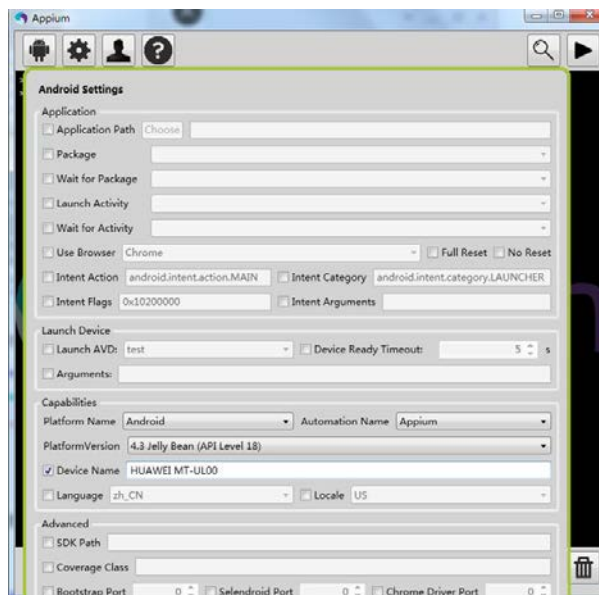 Appium
Android Settings
Application
Application Path Choose
Package
Wait for Package
Launch Activity
Wait for Activity
Use Browser Chrome Full Reset No Reset
Intent Action android.intent.action.MAIN Intent Category android.intent.category.LAUNCHER
Intent Flags 0x10200000 Intent Arguments
Launch Device
Launch AVD: test Device Ready Timeout: 5 s
Arguments:
Capabilities
Platform Name Android Automation Name Appium
PlatformVersion 4.3 Jelly Bean (API Level 18)
Device Name HUAWEI MT-UL00
Language zh_CN Locale US
Advanced
SDK Path
Coverage Class
Bootstrap Port 0 Selendroid Port 0 Chrome Driver Port 0